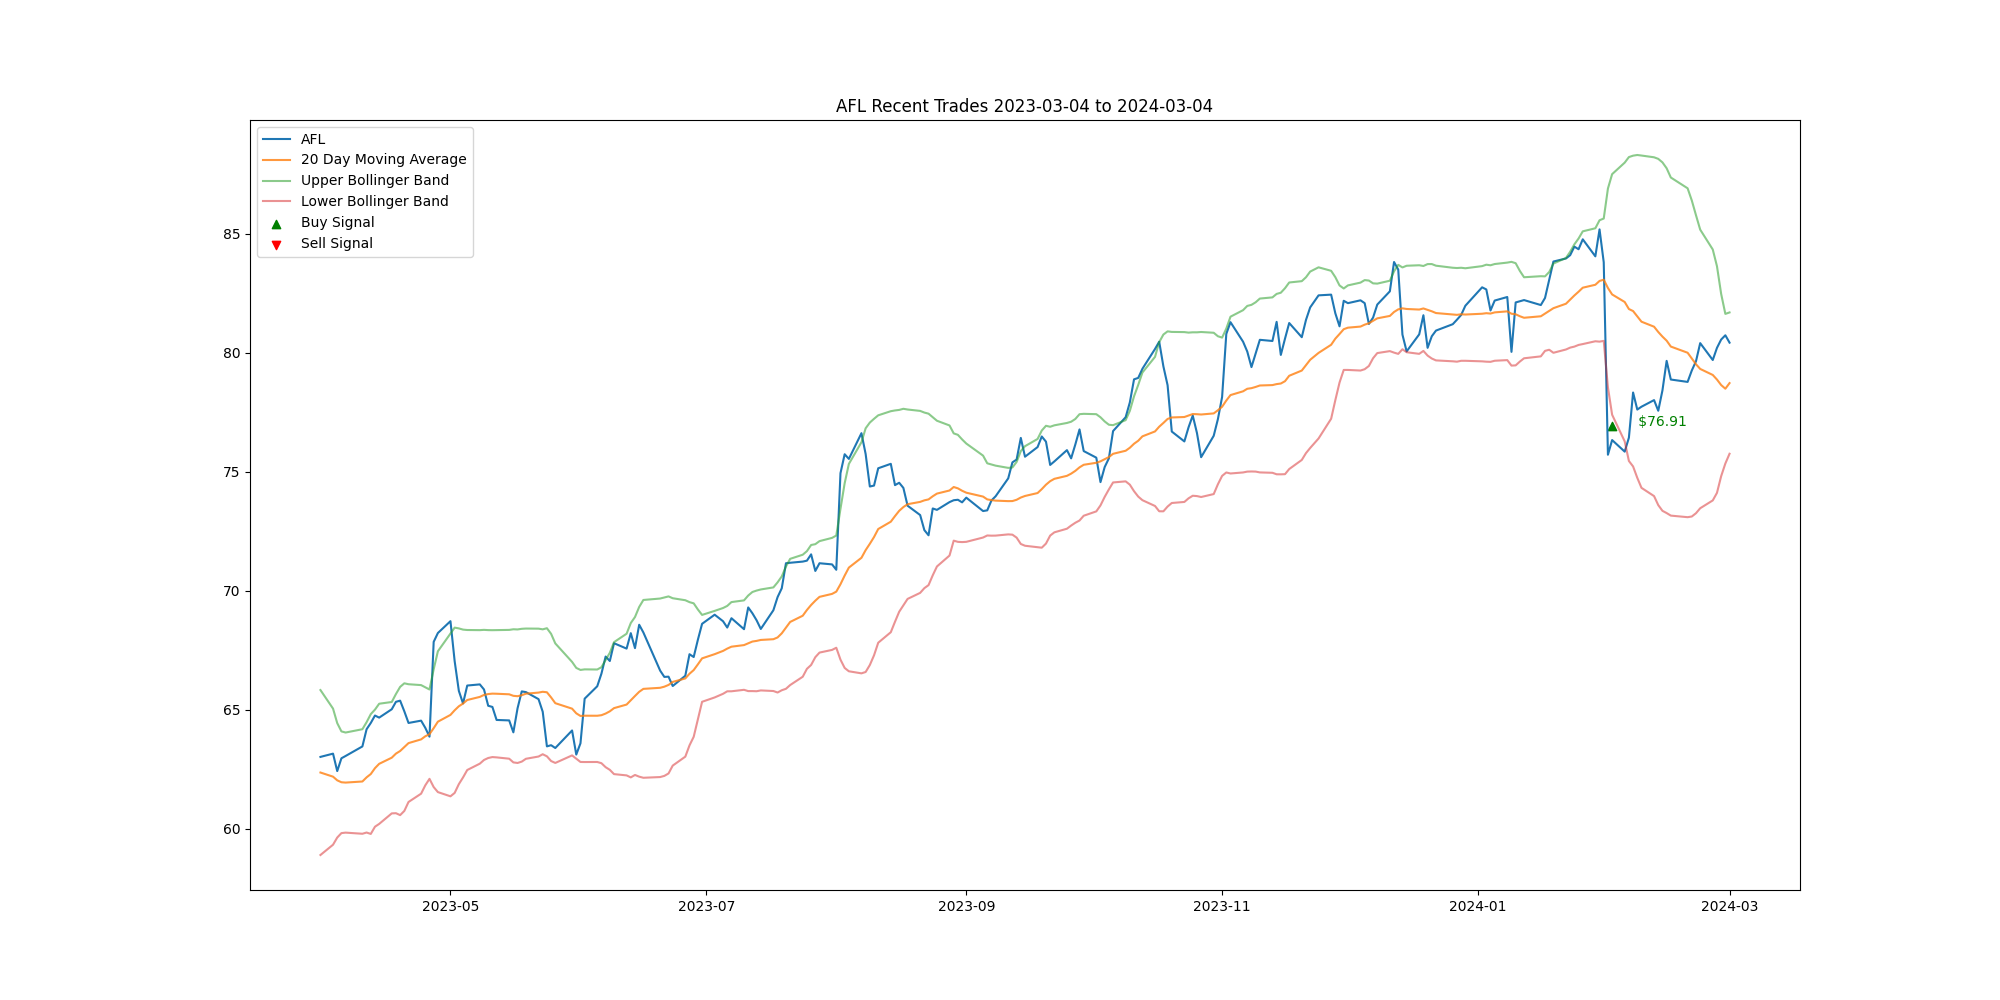 AFL Recent Trades 2023-03-04 to 2024-03-04
AFL
20 Day Moving Average
Upper Bollinger Band
Lower Bollinger Band
Buy Signal
Sell Signal
85
80
75
70
65
60
$76.91
2023-05
2023-07
2023-09
2023-11
2024-01
2024-03